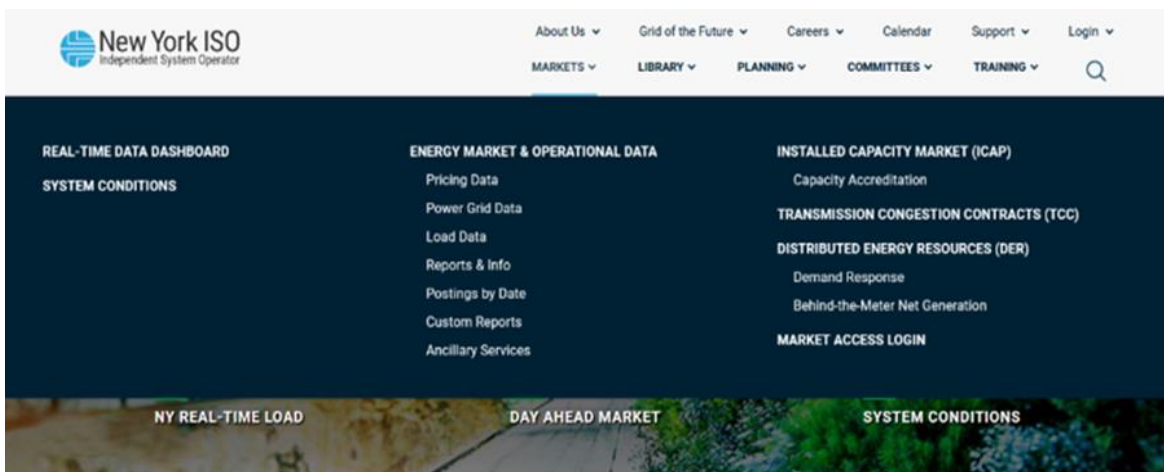 New York ISO
Independent System Operator
About Us
Grid of the Future
Careers
Calendar
Support
Login
MARKETS
LIBRARY
PLANNING
COMMITTEES
TRAINING
REAL-TIME DATA DASHBOARD
SYSTEM CONDITIONS
ENERGY MARKET & OPERATIONAL DATA
Pricing Data
Power Grid Data
Load Data
Reports & Info
Postings by Date
Custom Reports
Ancillary Services
INSTALLED CAPACITY MARKET (ICAP)
Capacity Accreditation
TRANSMISSION CONGESTION CONTRACTS (TCC)
DISTRIBUTED ENERGY RESOURCES (DER)
Demand Response
Behind-the-Meter Net Generation
MARKET ACCESS LOGIN
NY REAL-TIME LOAD
DAY AHEAD MARKET
SYSTEM CONDITIONS